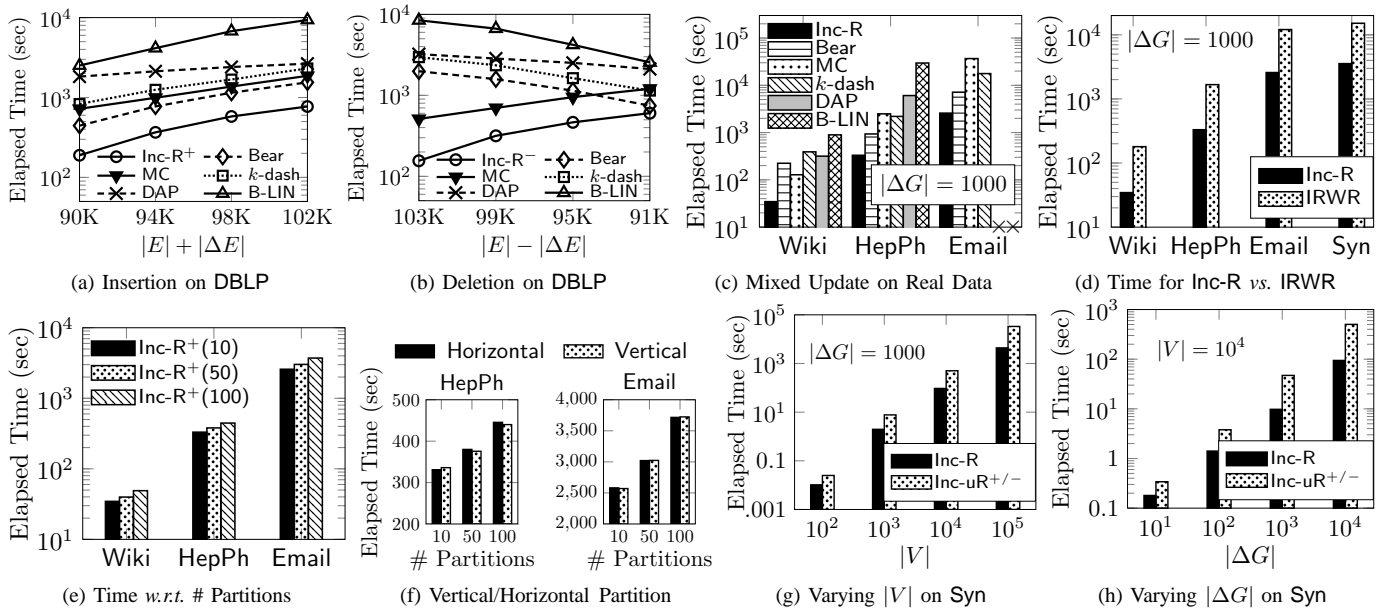 Elapsed Time (sec)
10^4
10^3
10^2
Inc-R^+
MC
DAP
Bear
k-dash
B-LIN
90K 94K 98K 102K
|E| + |ΔE|
(a) Insertion on DBLP
Elapsed Time (sec)
10^4
10^3
10^2
Inc-R^−
MC
DAP
Bear
k-dash
B-LIN
103K 99K 95K 91K
|E| − |ΔE|
(b) Deletion on DBLP
Elapsed Time (sec)
10^5
10^4
10^3
10^2
10^1
Inc-R
Bear
MC
k-dash
DAP
B-LIN
|ΔG| = 1000
Wiki HepPh Email
(c) Mixed Update on Real Data
Elapsed Time (sec)
10^4
10^3
10^2
10^1
|ΔG| = 1000
Inc-R
IRWR
Wiki HepPh Email Syn
(d) Time for Inc-R vs. IRWR
Elapsed Time (sec)
10^4
10^3
10^2
10^1
Inc-R^+(10)
Inc-R^+(50)
Inc-R^+(100)
Wiki HepPh Email
(e) Time w.r.t. # Partitions
Horizontal Vertical
HepPh
Elapsed Time (sec)
500
400
300
200
10 50 100
# Partitions
Email
4,000
3,500
3,000
2,500
2,000
10 50 100
# Partitions
(f) Vertical/Horizontal Partition
Elapsed Time (sec)
10^5
10^3
10^1
0.1
.001
|ΔG| = 1000
Inc-R
Inc-uR^+/−
10^2 10^3 10^4 10^5
|V|
(g) Varying |V| on Syn
Elapsed Time (sec)
10^3
10^2
10^1
1
0.1
|V| = 10^4
Inc-R
Inc-uR^+/−
10^1 10^2 10^3 10^4
|ΔG|
(h) Varying |ΔG| on Syn